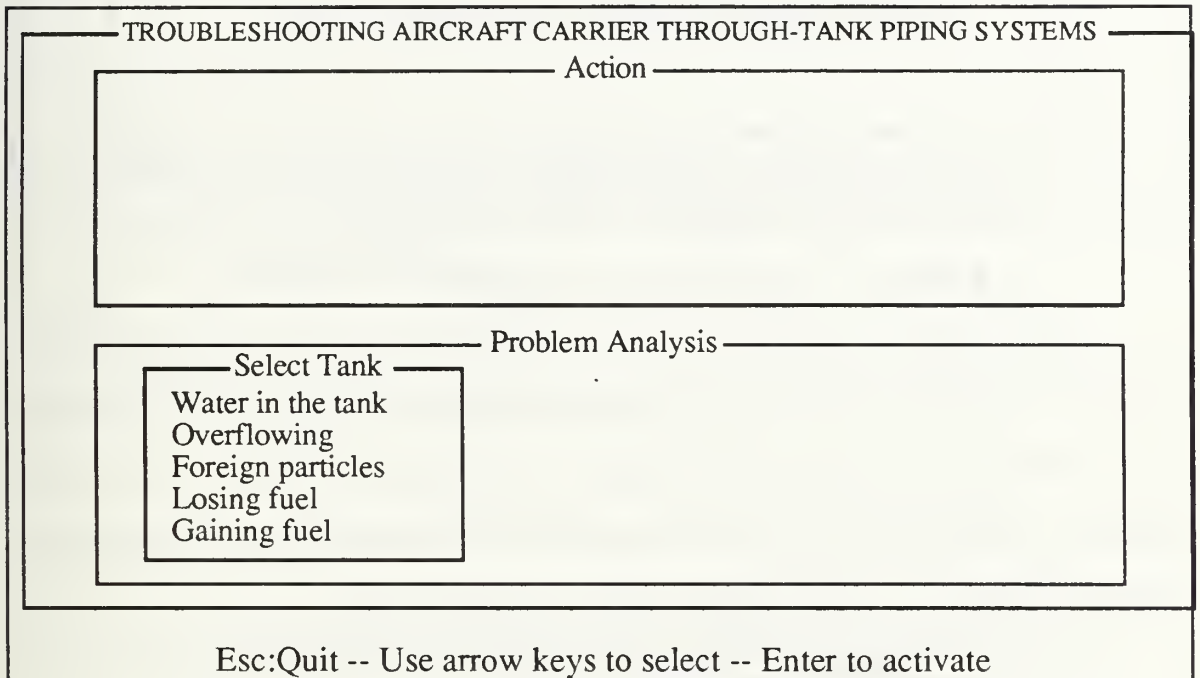 TROUBLESHOOTING AIRCRAFT CARRIER THROUGH-TANK PIPING SYSTEMS
Action
Problem Analysis
Select Tank
Water in the tank
Overflowing
Foreign particles
Losing fuel
Gaining fuel
Esc:Quit -- Use arrow keys to select -- Enter to activate